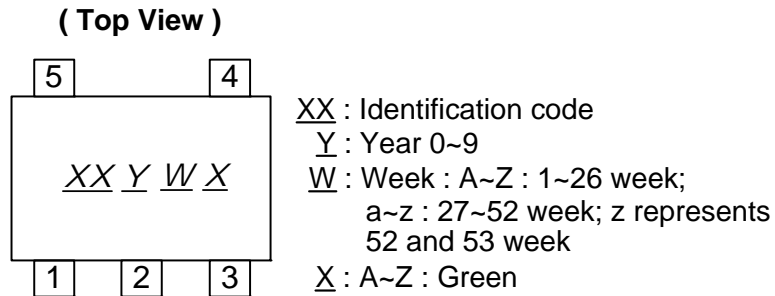 ( Top View )
5 4
XX Y W X
1 2 3
XX : Identification code
Y : Year 0~9
W : Week : A~Z : 1~26 week;
a~z : 27~52 week; z represents
52 and 53 week
X : A~Z : Green